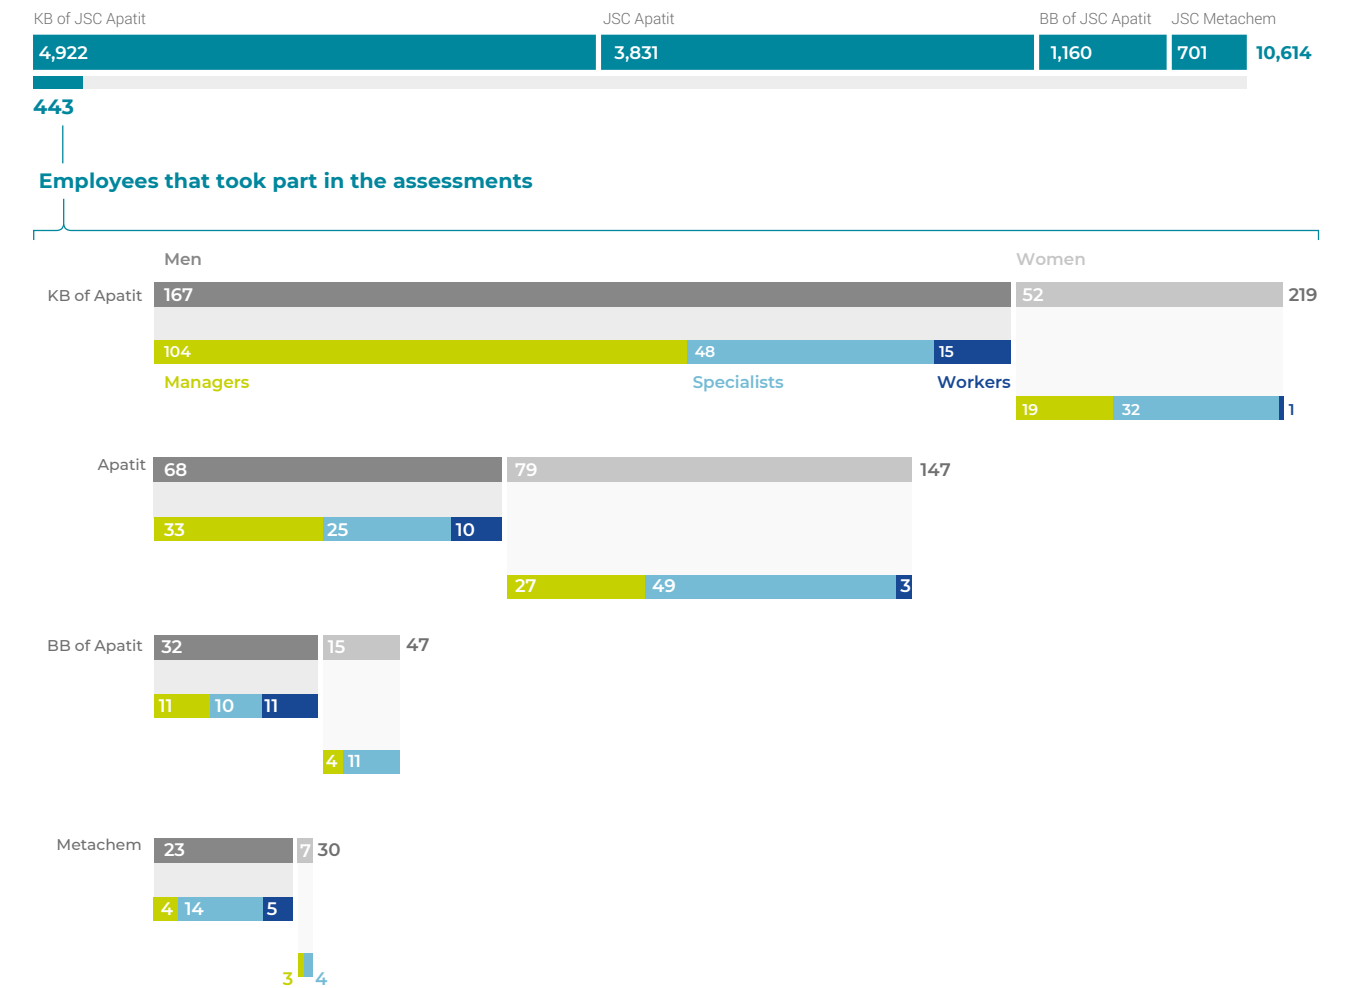 KB of JSC Apatit JSC Apatit BB of JSC Apatit JSC Metachem
4,922 3,831 1,160 701 10,614
443
Employees that took part in the assessments
Men Women
KB of Apatit 167 52 219
104 48 15
Managers Specialists Workers
19 32 1
Apatit 68 79 147
33 25 10
27 49 3
BB of Apatit 32 15 47
11 10 11
4 11
Metachem 23 7 30
4 14 5
3 4